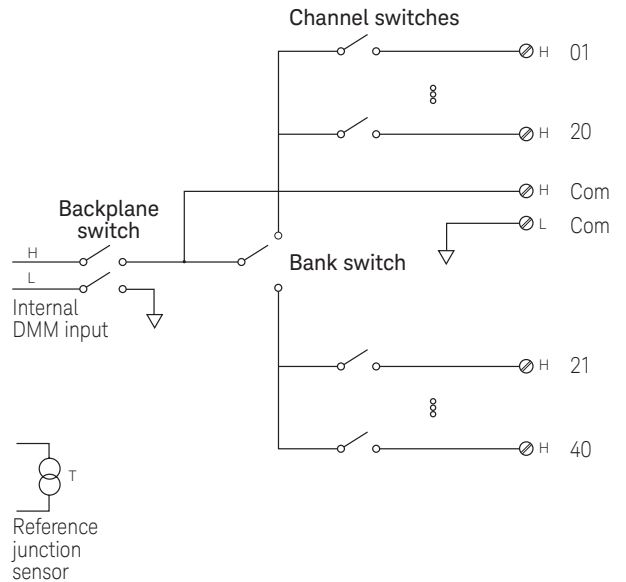 Channel switches
H 01
H 20
H Com
L Com
Backplane
switch
H
L
Internal
DMM input
Bank switch
H 21
H 40
T
Reference
junction
sensor